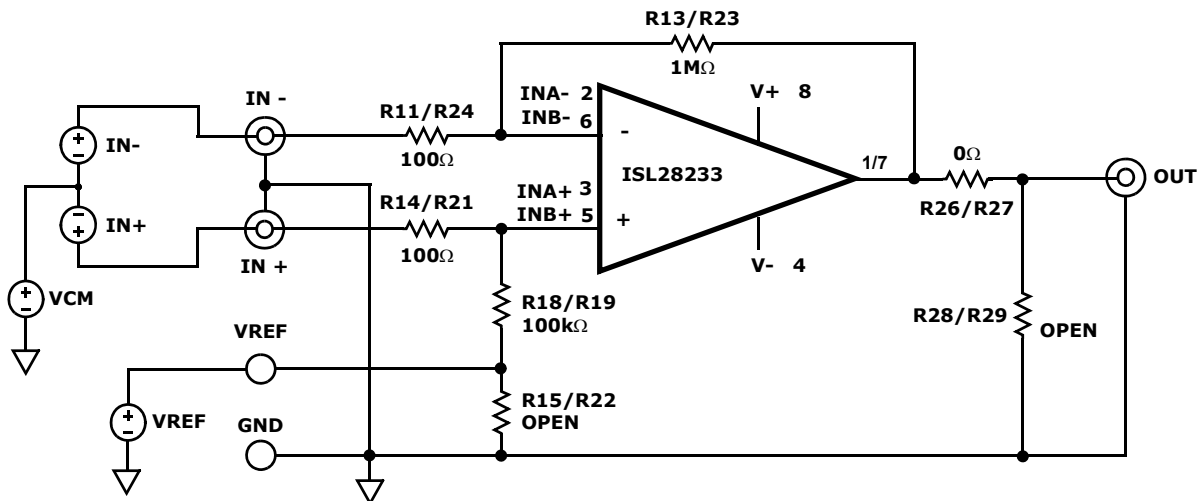 R13/R23
1MΩ
IN -
R11/R24
100Ω
INA- 2
INB- 6
-
V+ 8
IN-
ISL28233
1/7
0Ω
R26/R27
OUT
IN+
R14/R21
100Ω
INA+ 3
INB+ 5
+
IN +
V- 4
VCM
R18/R19
100kΩ
R28/R29
OPEN
VREF
VREF
R15/R22
OPEN
GND